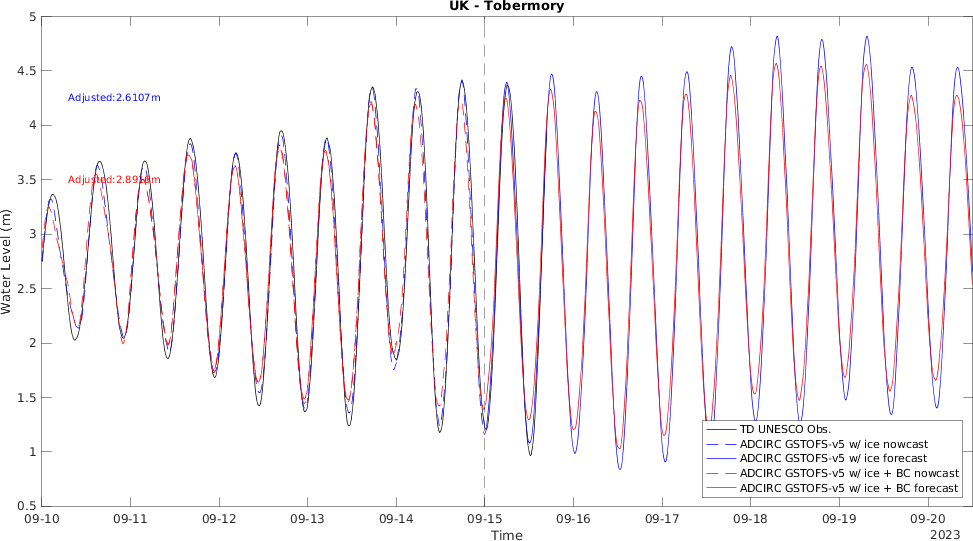 UK - Tobermory
Water Level (m)
5
4.5
4
3.5
3
2.5
2
1.5
1
0.5
Adjusted:2.6107m
TD UNESCO Obs.
ADCIRC GSTOFS-v5 w/ ice nowcast
ADCIRC GSTOFS-v5 w/ ice forecast
ADCIRC GSTOFS-v5 w/ ice + BC nowcast
ADCIRC GSTOFS-v5 w/ ice + BC forecast
09-10 09-11 09-12 09-13 09-14 09-15 09-16 09-17 09-18 09-19 09-20
Time
2023